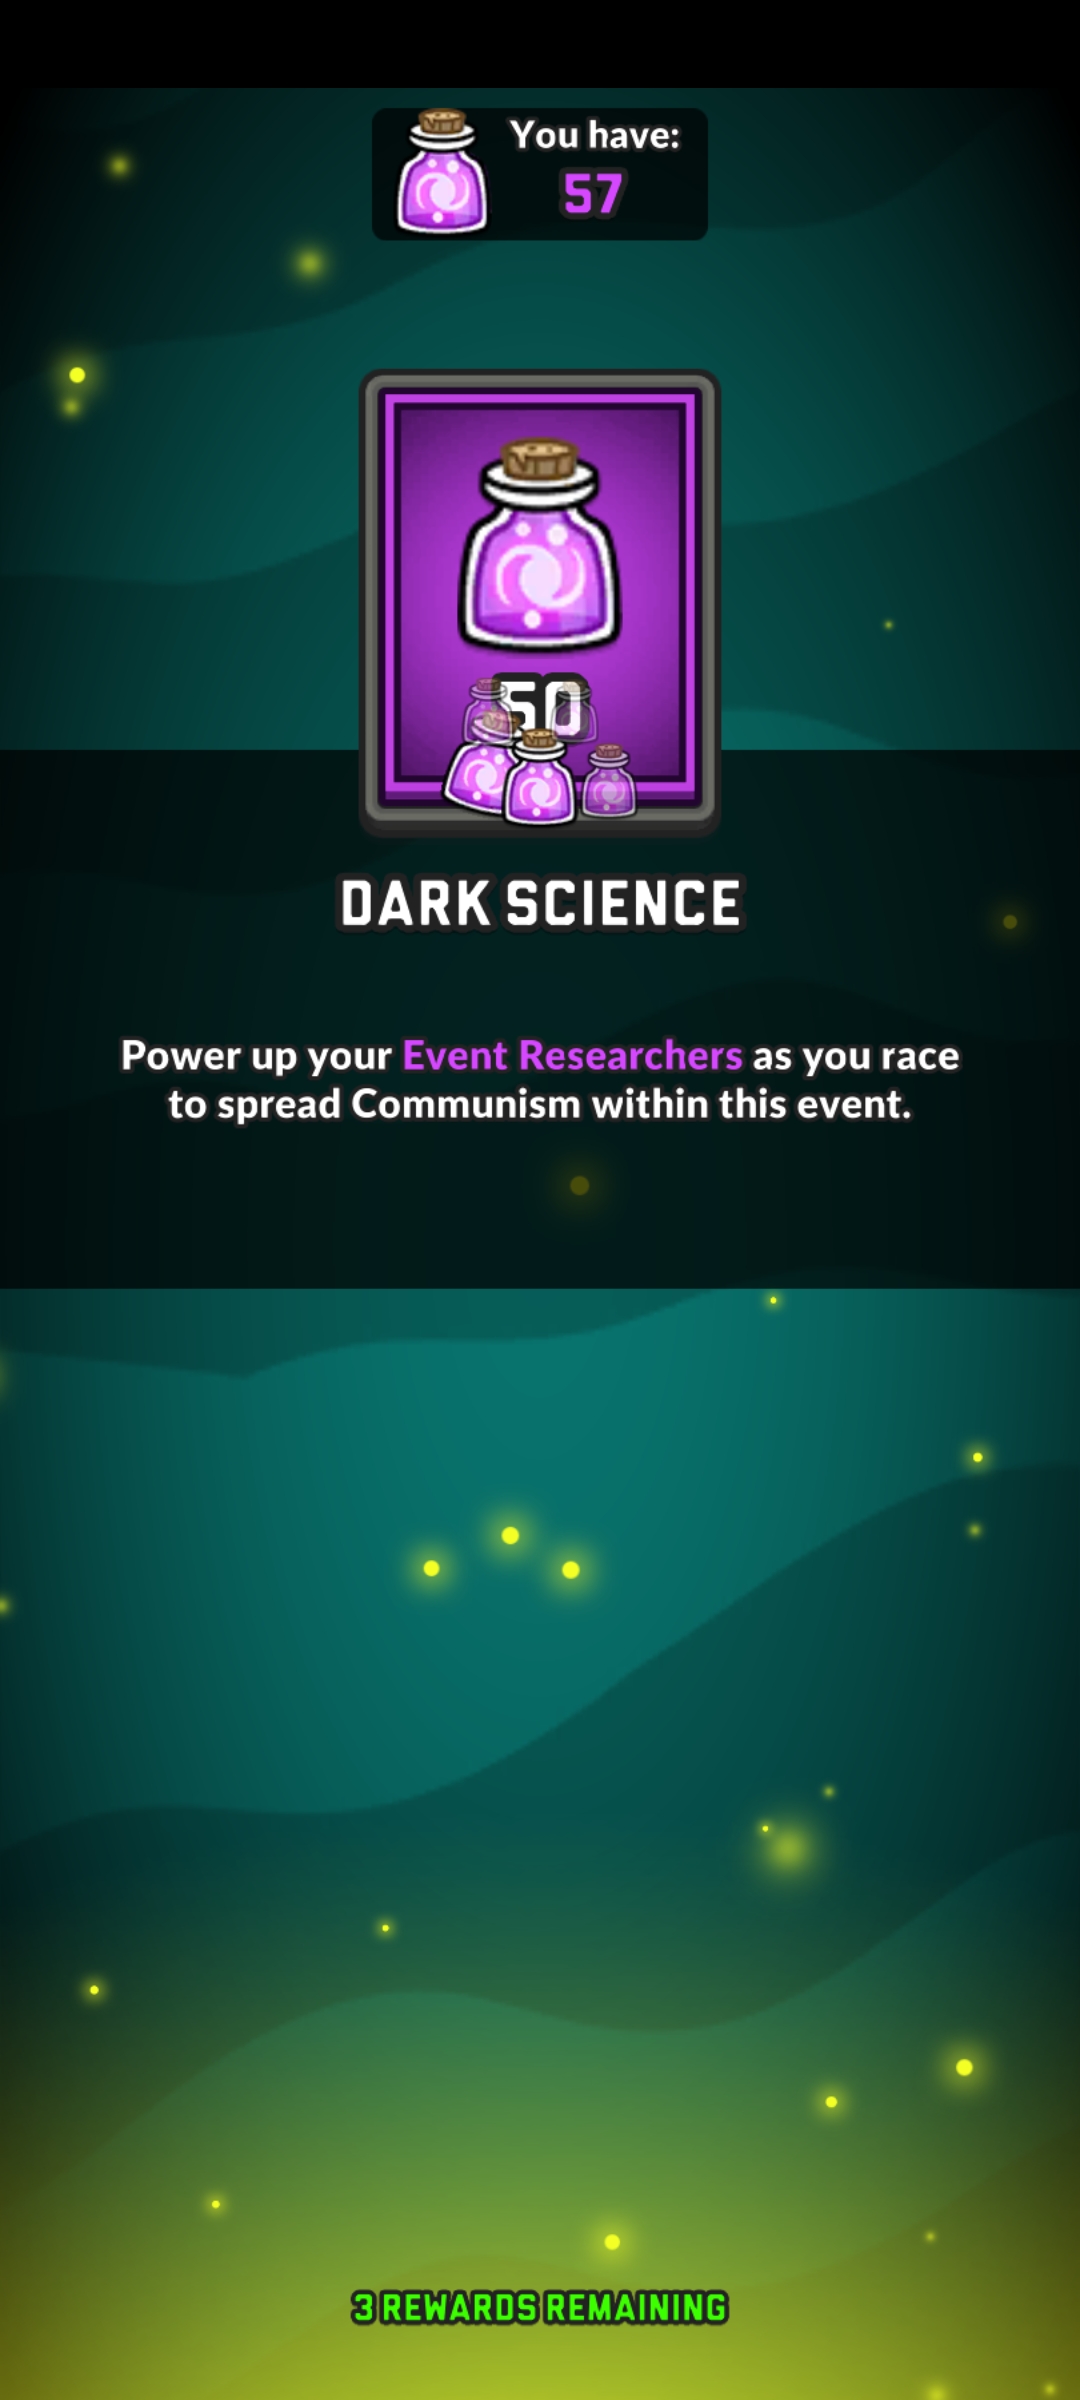 You have:
57
50
DARK SCIENCE
Power up your Event Researchers as you race
to spread Communism within this event.
3 REWARDS REMAINING